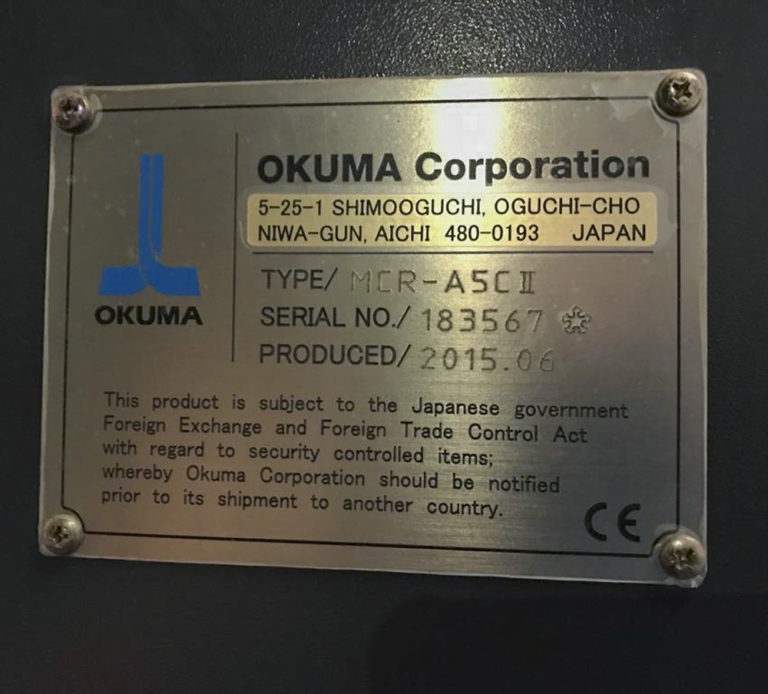 OKUMA
OKUMA Corporation
5-25-1 SHIMOOGUCHI, OGUCHI-CHO
NIWA-GUN, AICHI 480-0193 JAPAN
TYPE/ MCR-A5CⅡ
SERIAL NO./ 183567
PRODUCED/ 2015.06
This product is subject to the Japanese government
Foreign Exchange and Foreign Trade Control Act
with regard to security controlled items;
whereby Okuma Corporation should be notified
prior to its shipment to another country.
CE